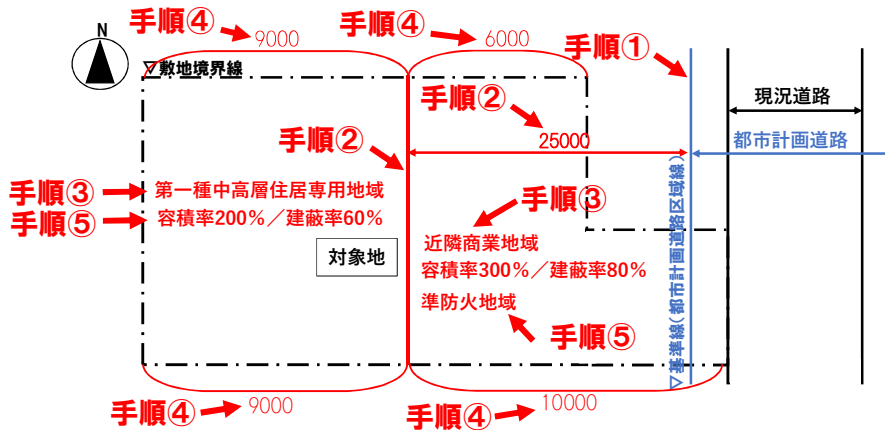 手順④
9000
手順④
6000
手順①
N
▽敷地境界線
手順②
現況道路
手順②
25000
都市計画道路
手順③
第一種中高層住居専用地域
手順③
手順⑤
容積率200%／建蔽率60%
近隣商業地域
対象地
容積率300%／建蔽率80%
準防火地域
手順⑤
▽基準線(都市計画道路区域線)
手順④
9000
手順④
10000